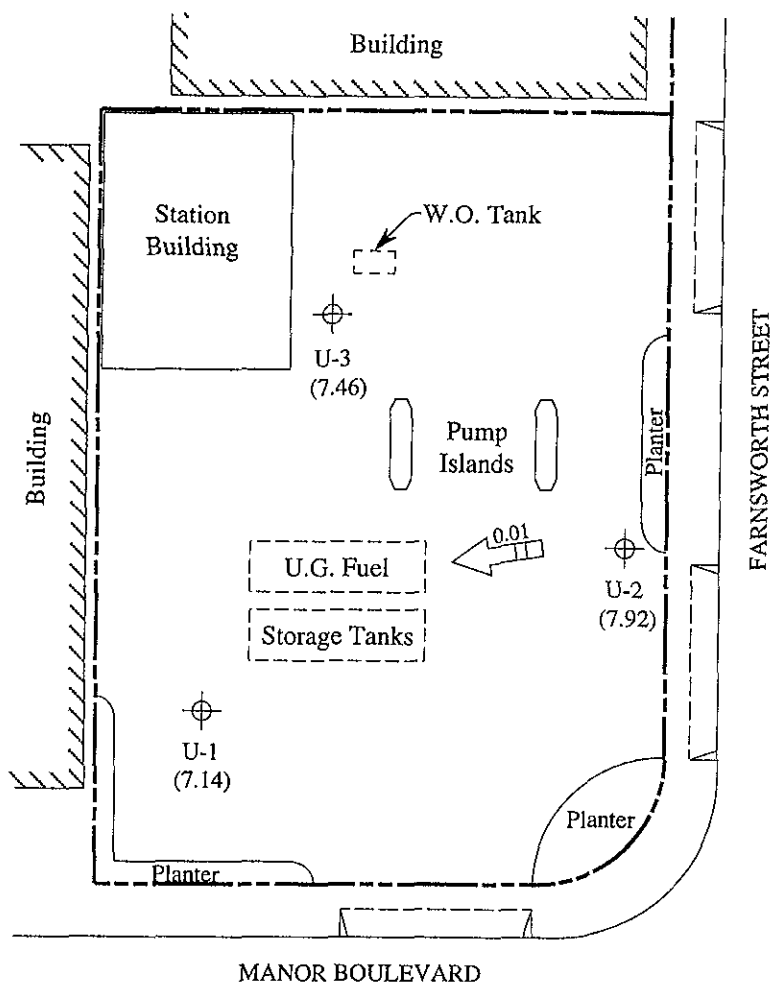 Building
Station
Building
W.O. Tank
U-3
(7.46)
Building
Pump
Islands
Planter
FARNSWORTH STREET
0.01
U.G. Fuel
Storage Tanks
U-2
(7.92)
U-1
(7.14)
Planter
Planter
MANOR BOULEVARD